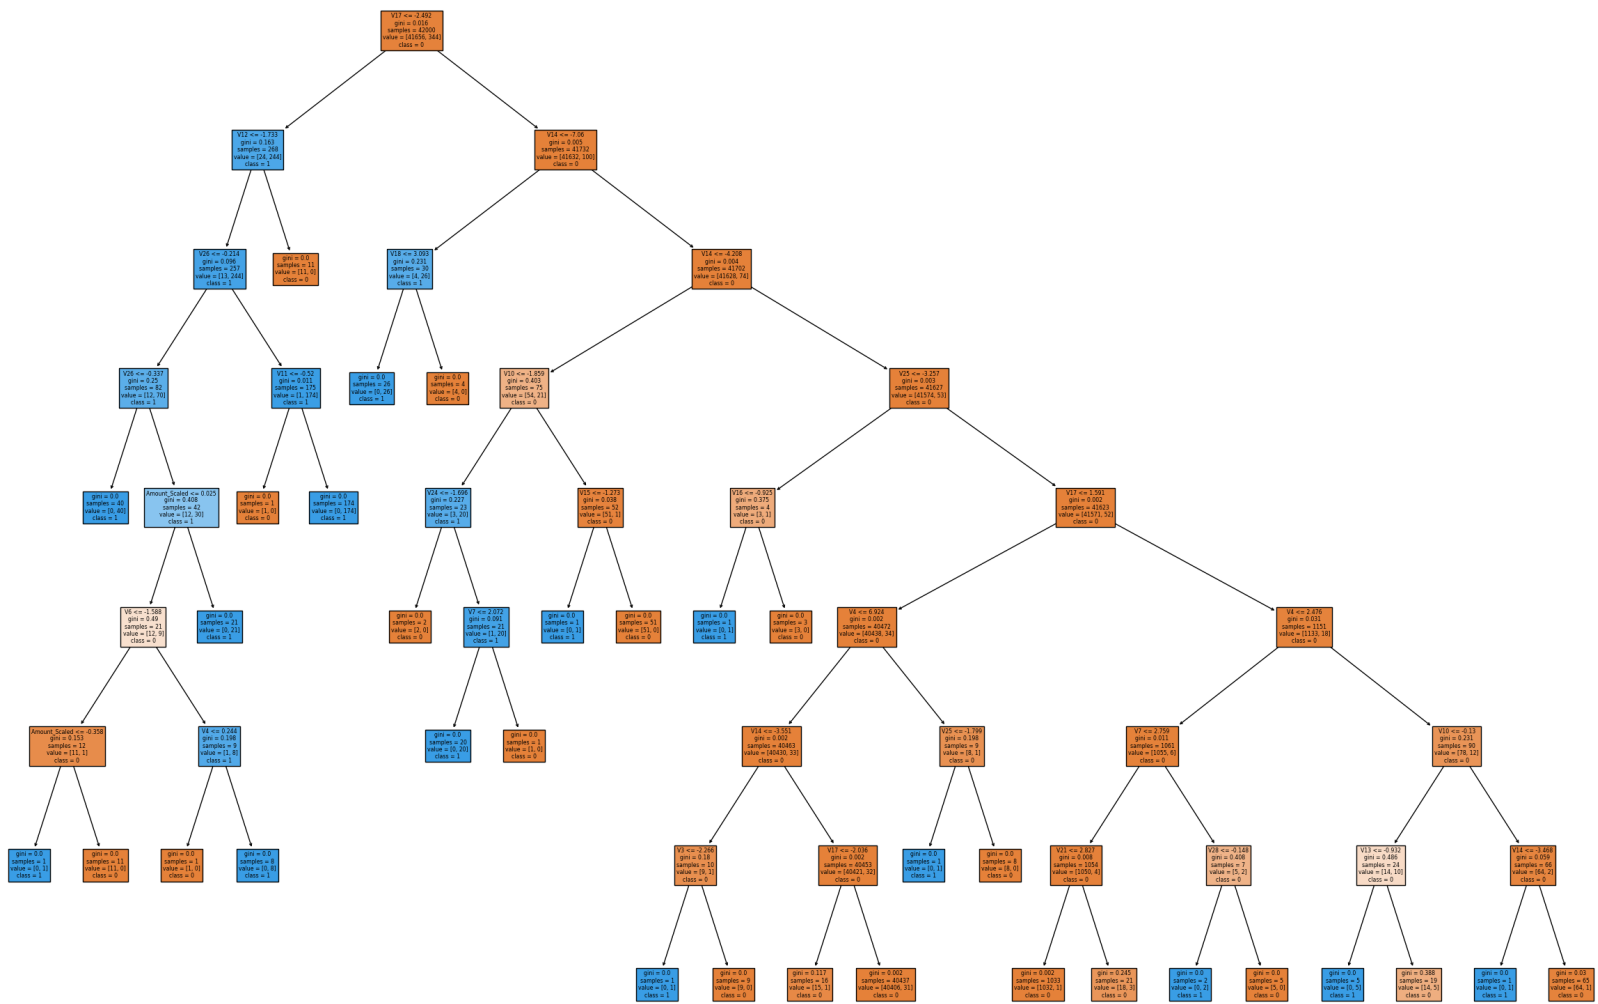 V17 <= -2.492
gini = 0.016
samples = 42000
value = [41656, 344]
class = 0
V12 <= -1.733
gini = 0.163
samples = 268
value = [24, 244]
class = 1
V14 <= -7.06
gini = 0.005
samples = 41732
value = [41632, 100]
class = 0
V26 <= -0.214
gini = 0.096
samples = 257
value = [13, 244]
class = 1
gini = 0.0
samples = 11
value = [11, 0]
class = 0
V18 <= 3.093
gini = 0.231
samples = 30
value = [4, 26]
class = 1
V14 <= -4.208
gini = 0.004
samples = 41702
value = [41628, 74]
class = 0
V26 <= -0.337
gini = 0.25
samples = 82
value = [12, 70]
class = 1
V11 <= -0.52
gini = 0.011
samples = 175
value = [1, 174]
class = 1
gini = 0.0
samples = 26
value = [0, 26]
class = 1
gini = 0.0
samples = 4
value = [4, 0]
class = 0
V10 <= -1.859
gini = 0.403
samples = 75
value = [54, 21]
class = 0
V25 <= -3.257
gini = 0.003
samples = 41627
value = [41574, 53]
class = 0
gini = 0.0
samples = 40
value = [0, 40]
class = 1
Amount_Scaled <= 0.025
gini = 0.408
samples = 42
value = [12, 30]
class = 1
gini = 0.0
samples = 1
value = [1, 0]
class = 0
gini = 0.0
samples = 174
value = [0, 174]
class = 1
V24 <= -1.696
gini = 0.227
samples = 23
value = [3, 20]
class = 1
V15 <= -1.273
gini = 0.038
samples = 52
value = [51, 1]
class = 0
V16 <= -0.925
gini = 0.375
samples = 4
value = [3, 1]
class = 0
V17 <= 1.591
gini = 0.002
samples = 41623
value = [41571, 52]
class = 0
V6 <= -1.588
gini = 0.49
samples = 21
value = [12, 9]
class = 0
gini = 0.0
samples = 21
value = [0, 21]
class = 1
gini = 0.0
samples = 2
value = [2, 0]
class = 0
V7 <= 2.072
gini = 0.091
samples = 21
value = [1, 20]
class = 1
gini = 0.0
samples = 1
value = [0, 1]
class = 1
gini = 0.0
samples = 51
value = [51, 0]
class = 0
gini = 0.0
samples = 1
value = [0, 1]
class = 1
gini = 0.0
samples = 3
value = [3, 0]
class = 0
V4 <= 6.924
gini = 0.002
samples = 40472
value = [40438, 34]
class = 0
V4 <= 2.476
gini = 0.031
samples = 1151
value = [1133, 18]
class = 0
Amount_Scaled <= -0.358
gini = 0.153
samples = 12
value = [11, 1]
class = 0
V4 <= 0.244
gini = 0.198
samples = 9
value = [1, 8]
class = 1
gini = 0.0
samples = 20
value = [0, 20]
class = 1
gini = 0.0
samples = 1
value = [1, 0]
class = 0
V14 <= -3.551
gini = 0.002
samples = 40463
value = [40430, 33]
class = 0
V25 <= -1.799
gini = 0.198
samples = 9
value = [8, 1]
class = 0
V7 <= 2.759
gini = 0.011
samples = 1061
value = [1055, 6]
class = 0
V10 <= -0.13
gini = 0.231
samples = 90
value = [78, 12]
class = 0
gini = 0.0
samples = 1
value = [0, 1]
class = 1
gini = 0.0
samples = 11
value = [11, 0]
class = 0
gini = 0.0
samples = 1
value = [1, 0]
class = 0
gini = 0.0
samples = 8
value = [0, 8]
class = 1
V3 <= -2.266
gini = 0.18
samples = 10
value = [9, 1]
class = 0
V17 <= -2.036
gini = 0.002
samples = 40453
value = [40421, 32]
class = 0
gini = 0.0
samples = 1
value = [0, 1]
class = 1
gini = 0.0
samples = 8
value = [8, 0]
class = 0
V21 <= 2.827
gini = 0.008
samples = 1054
value = [1050, 4]
class = 0
V28 <= -0.148
gini = 0.408
samples = 7
value = [5, 2]
class = 0
V13 <= -0.932
gini = 0.486
samples = 24
value = [14, 10]
class = 0
V14 <= -3.468
gini = 0.059
samples = 66
value = [64, 2]
class = 0
gini = 0.0
samples = 1
value = [0, 1]
class = 1
gini = 0.0
samples = 9
value = [9, 0]
class = 0
gini = 0.117
samples = 16
value = [15, 1]
class = 0
gini = 0.002
samples = 40437
value = [40406, 31]
class = 0
gini = 0.002
samples = 1033
value = [1032, 1]
class = 0
gini = 0.245
samples = 21
value = [18, 3]
class = 0
gini = 0.0
samples = 2
value = [0, 2]
class = 1
gini = 0.0
samples = 5
value = [5, 0]
class = 0
gini = 0.0
samples = 5
value = [0, 5]
class = 1
gini = 0.388
samples = 19
value = [14, 5]
class = 0
gini = 0.0
samples = 1
value = [0, 1]
class = 1
gini = 0.03
samples = 65
value = [64, 1]
class = 0